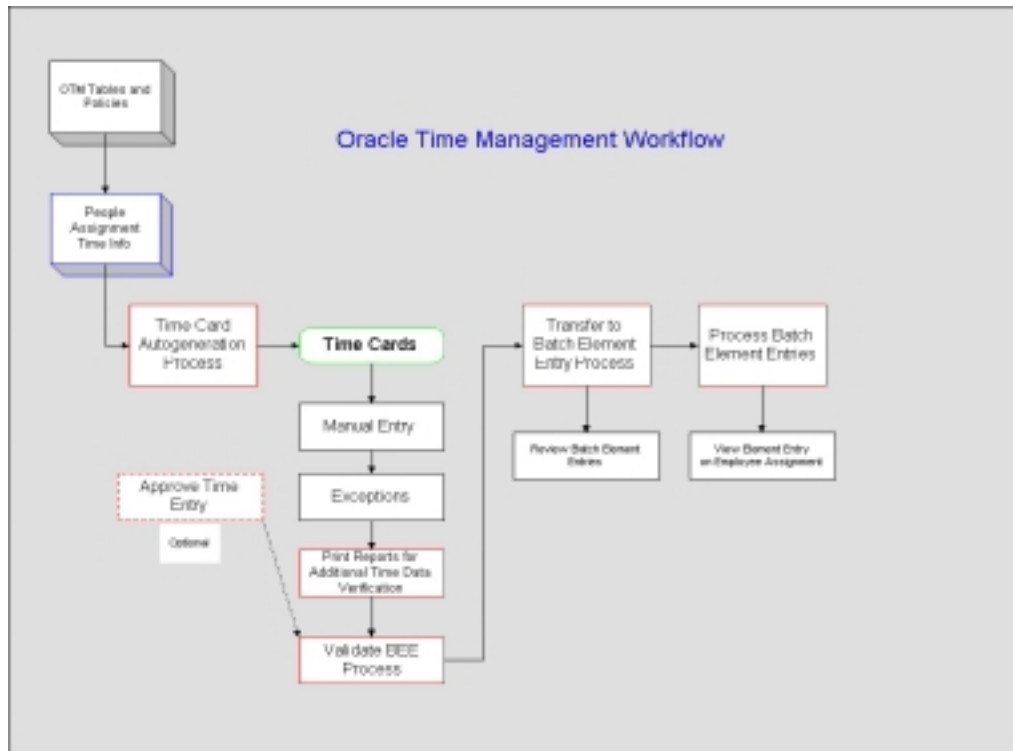 OTM Tables and
Policies
Oracle Time Management Workflow
People
Assignment
Time Info
Time Card
Autogeneration
Process
Time Cards
Transfer to
Batch Element
Entry Process
Process Batch
Element Entries
Manual Entry
Review Batch Element
Entries
View Element Entry
on Employee Assignment
Approve Time
Entry
Exceptions
Optional
Print Reports for
Additional Time Data
Verification
Validate BEE
Process